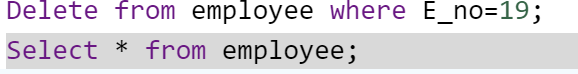 Delete from employee where E_no=19;
Select * from employee;